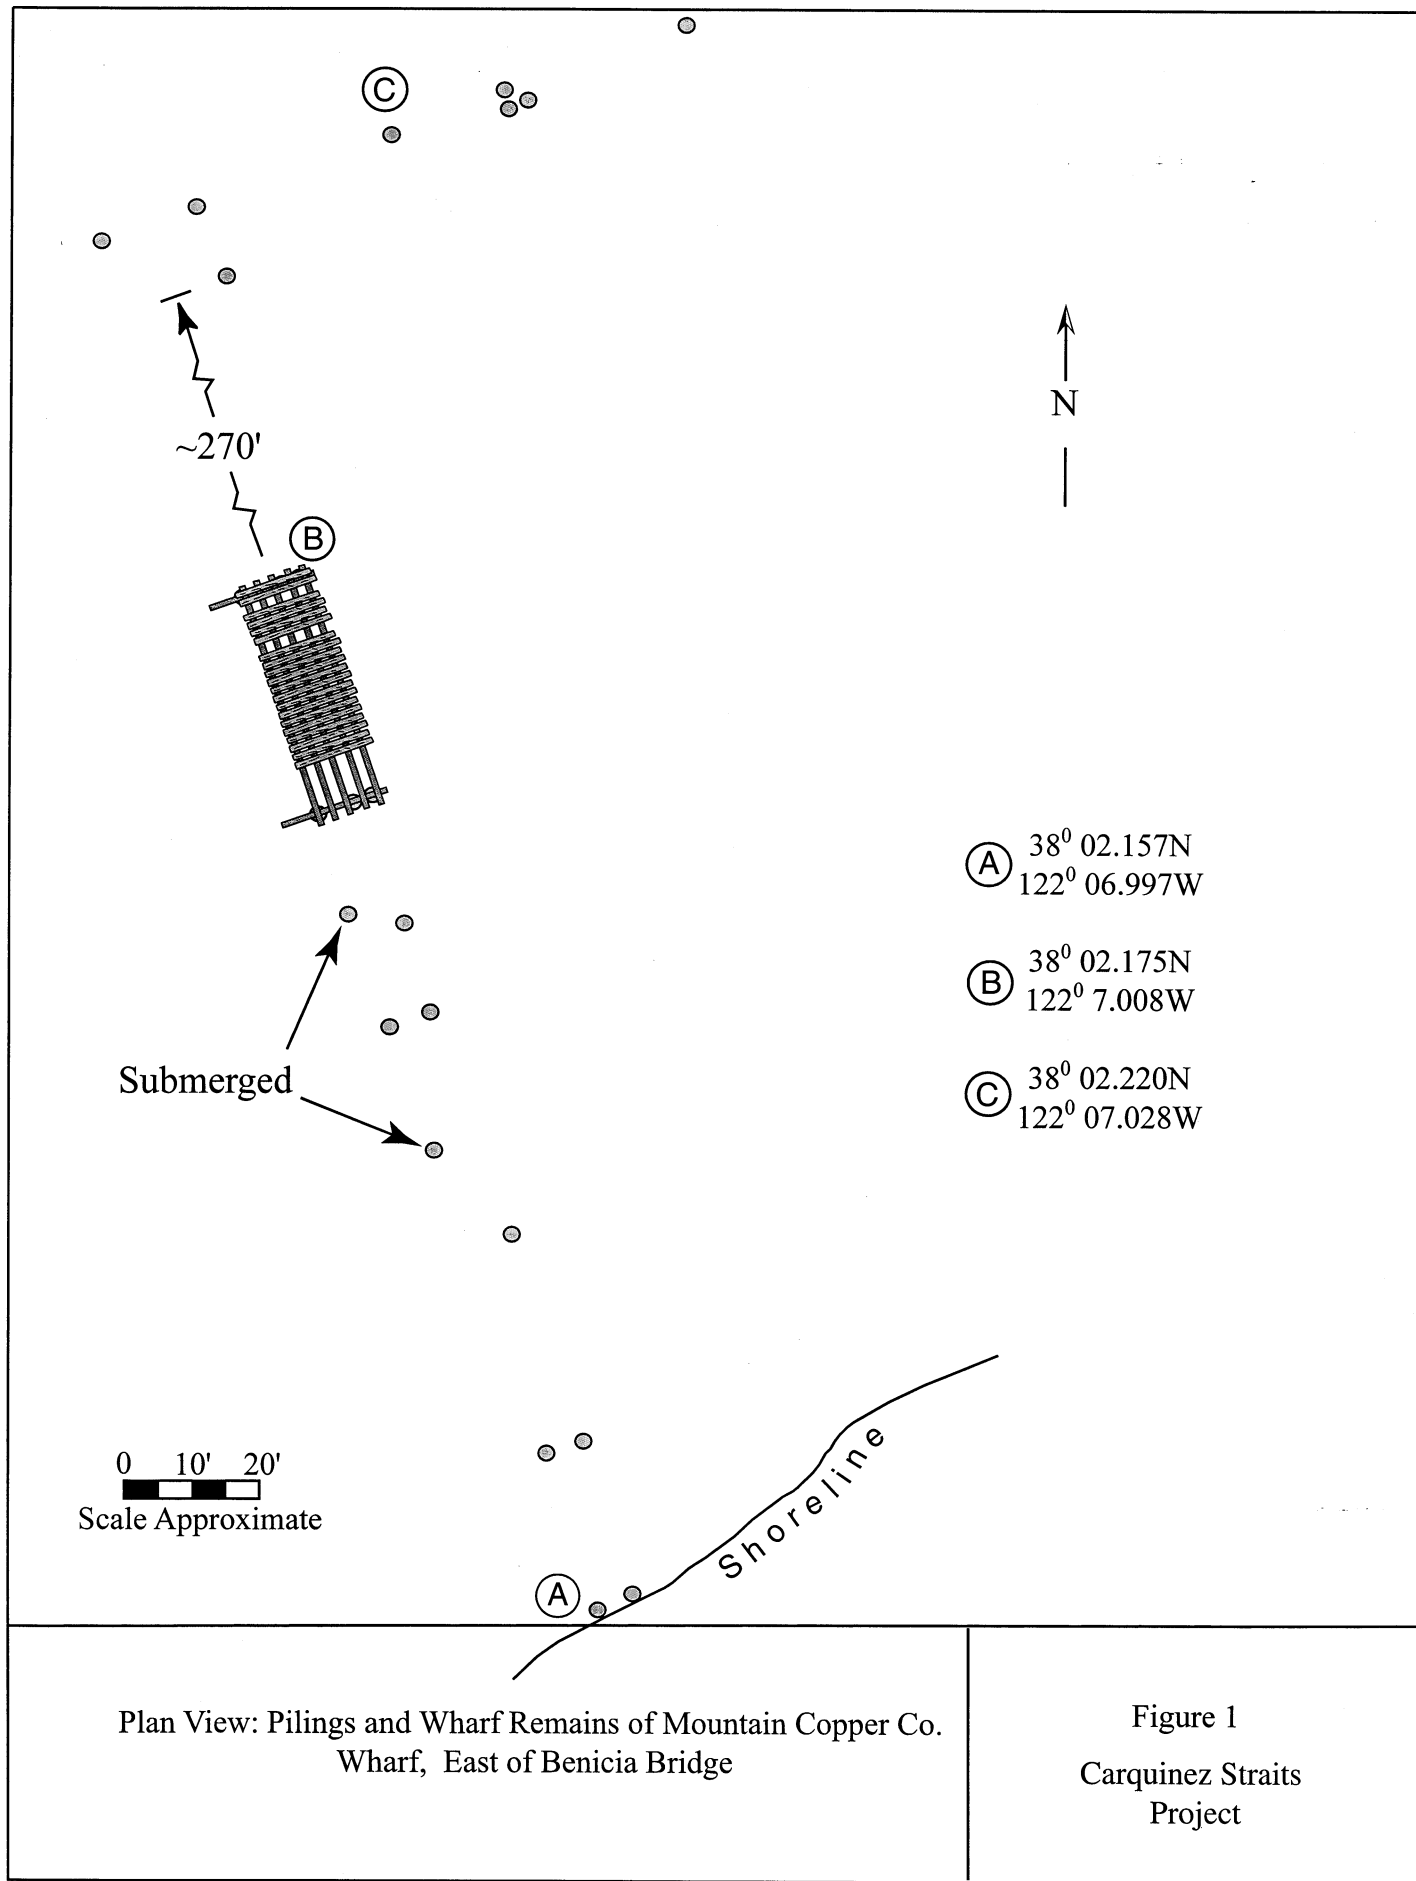 C
~270'
B
N
A
38⁰ 02.157N
122⁰ 06.997W
B
38⁰ 02.175N
122⁰ 7.008W
C
38⁰ 02.220N
122⁰ 07.028W
Submerged
Shoreline
0 10' 20'
Scale Approximate
A
Plan View: Pilings and Wharf Remains of Mountain Copper Co.
Wharf, East of Benicia Bridge
Figure 1
Carquinez Straits
Project